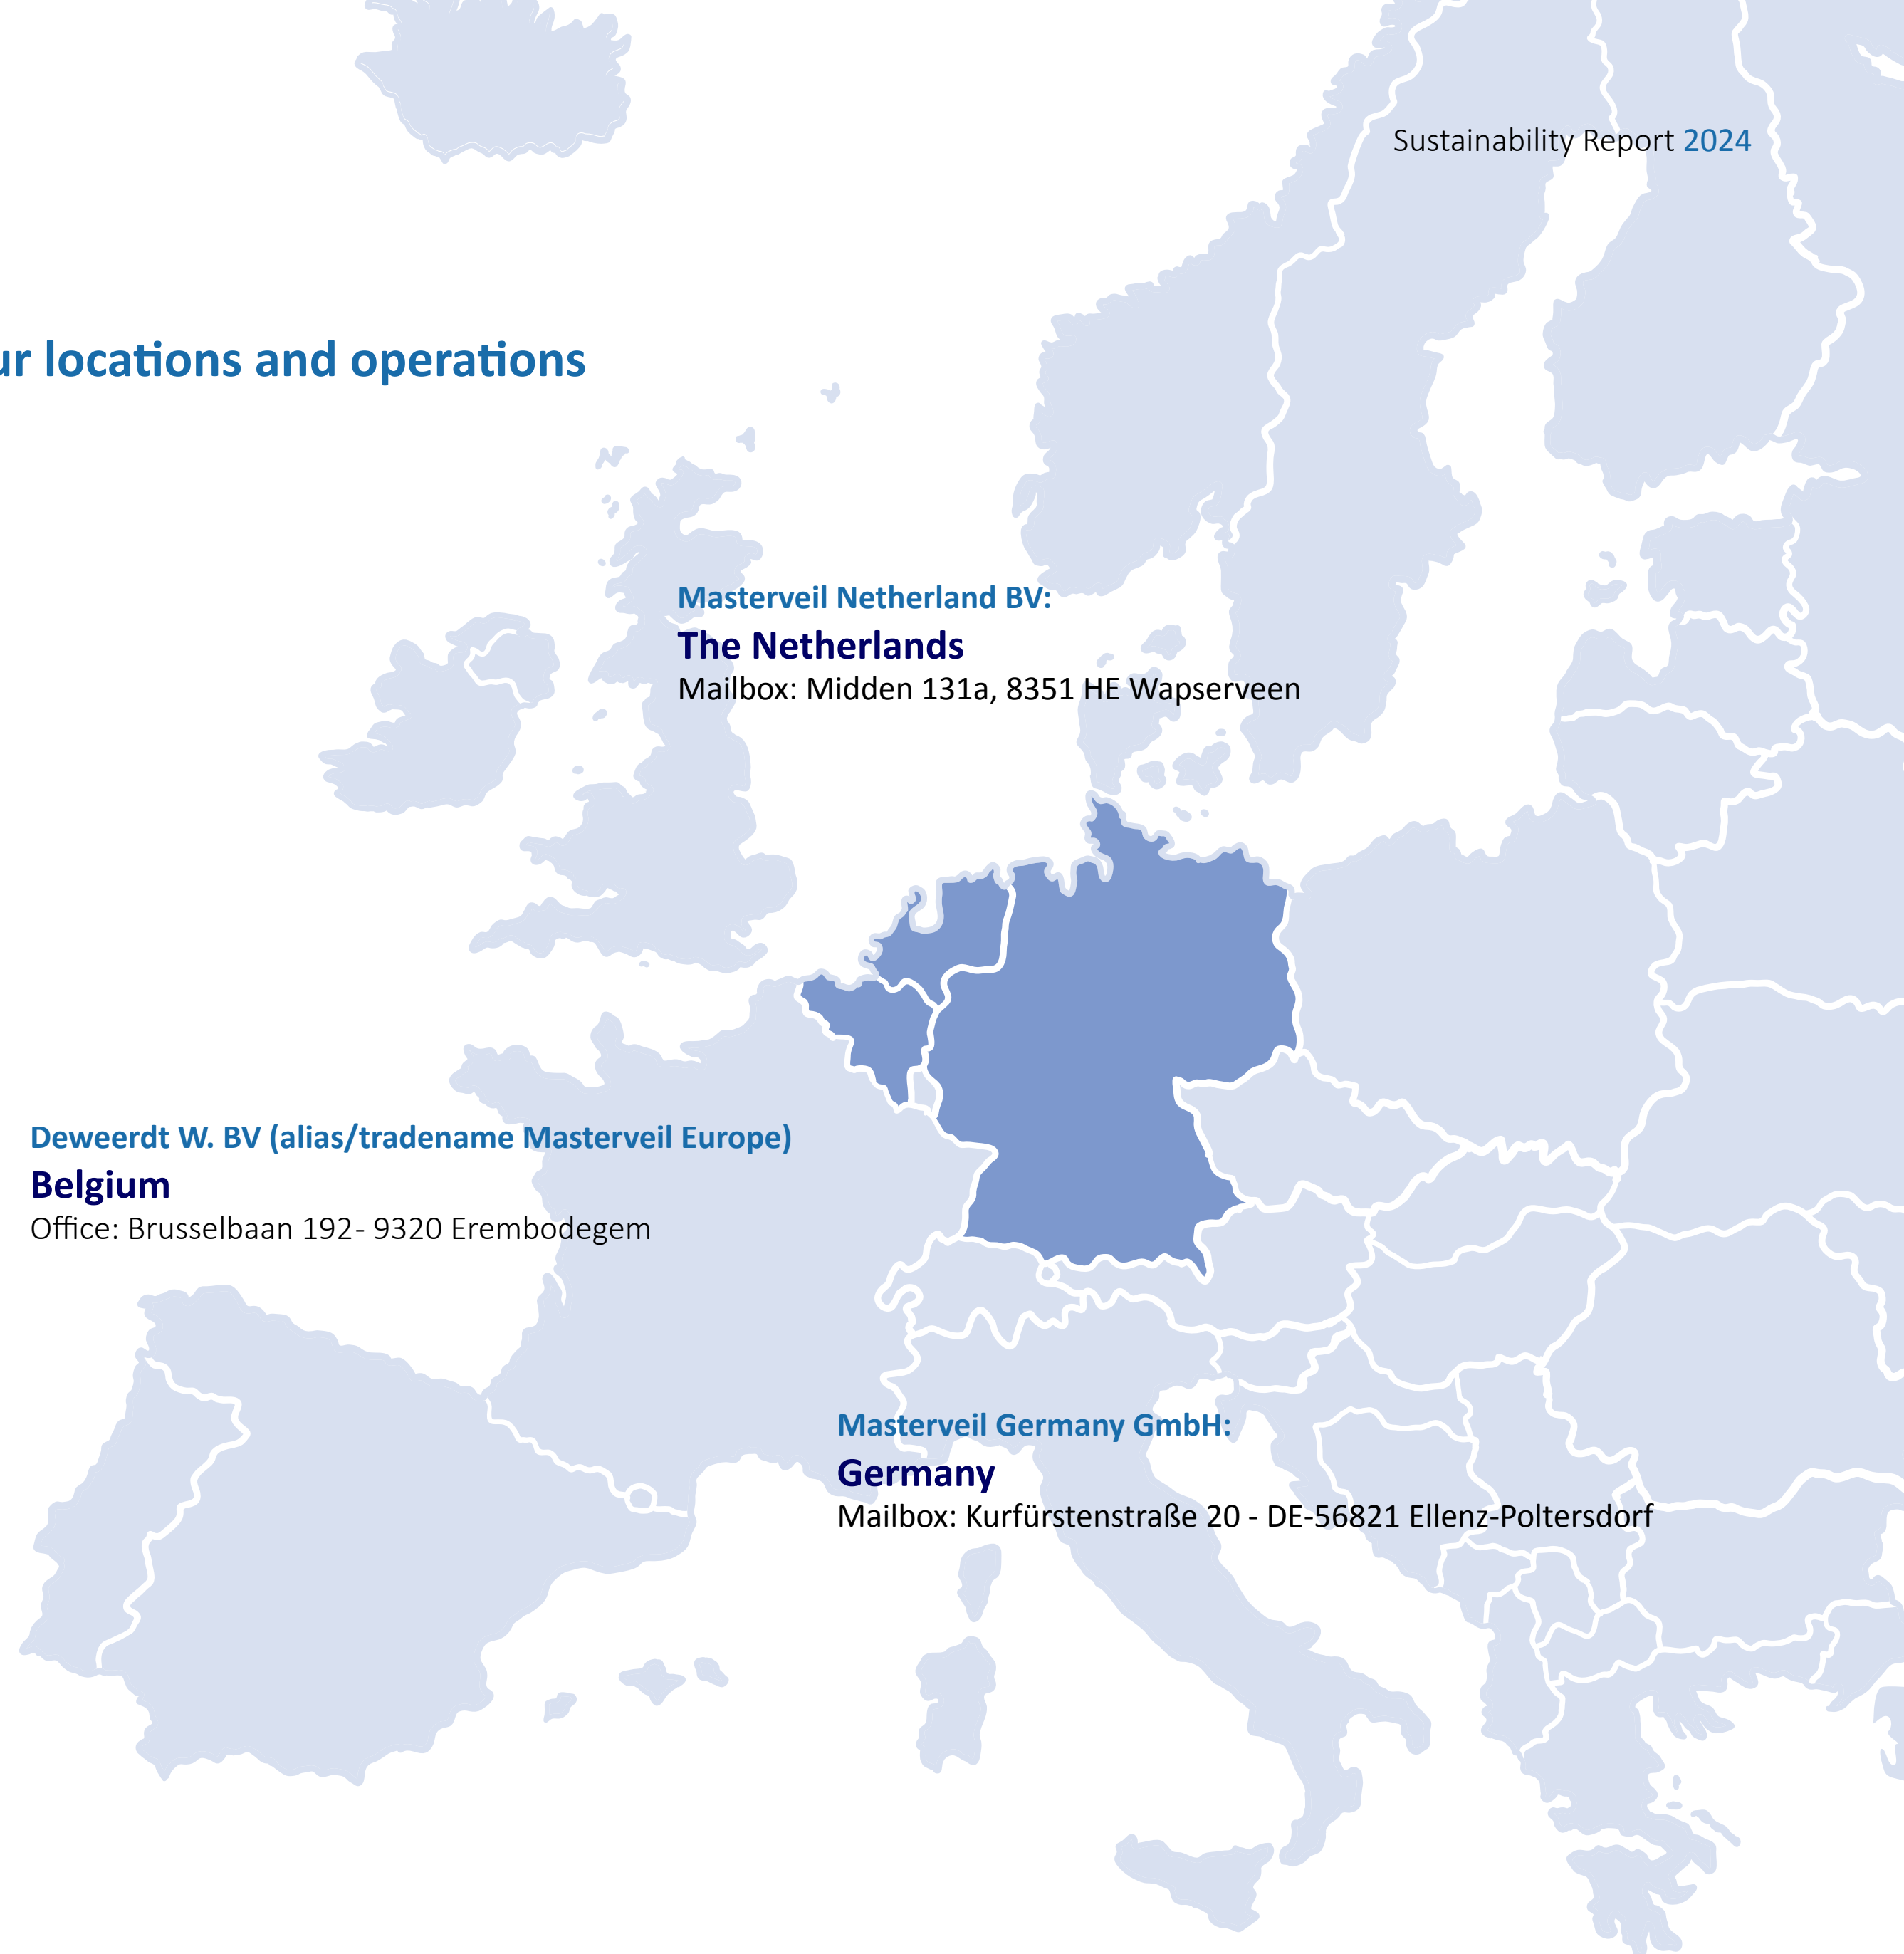 Sustainability Report 2024
ur locations and operations
Masterveil Netherland BV:
The Netherlands
Mailbox: Midden 131a, 8351 HE Wapserveen
Deweerdt W. BV (alias/tradename Masterveil Europe)
Belgium
Office: Brusselbaan 192- 9320 Erembodegem
Masterveil Germany GmbH:
Germany
Mailbox: Kurfürstenstraße 20 - DE-56821 Ellenz-Poltersdorf